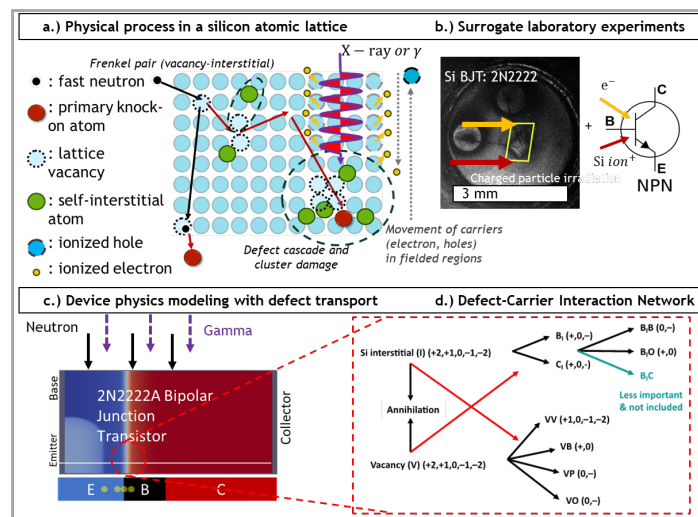 a.) Physical process in a silicon atomic lattice
Frenkel pair (vacancy-interstitial)
X − ray or γ
: fast neutron
: primary knock-
on atom
: lattice
vacancy
: self-interstitial
atom
: ionized hole
: ionized electron
Defect cascade and
cluster damage
Movement of carriers
(electron, holes)
in fielded regions
b.) Surrogate laboratory experiments
Si BJT: 2N2222
Charged particle irradiation
3 mm
+
e⁻
B
Si ion⁺
C
E
NPN
c.) Device physics modeling with defect transport
Neutron
Gamma
Base
Emitter
2N2222A Bipolar
Junction
Transistor
Collector
E
B
C
d.) Defect-Carrier Interaction Network
Si interstitial (I) (+2,+1,0,−1,−2)
Annihilation
Vacancy (V) (+2,+1,0,−1,−2)
BI (+,0,−)
CI (+,0,-)
BIB (0,−)
BIO (+,0)
BIC
Less important
& not included
VV (+1,0,−1,−2)
VB (+,0)
VP (0,−)
VO (0,−)